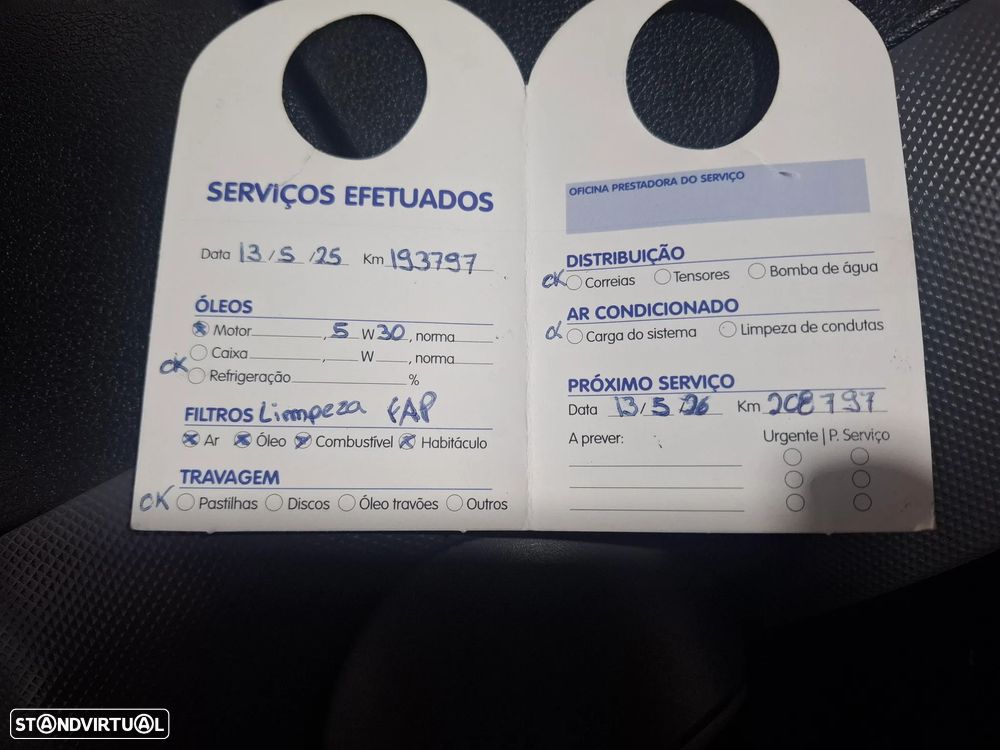 SERVIÇOS EFETUADOS
Data 13/5/25 Km 193797
ÓLEOS
Motor , 5 W 30, norma
Caixa , W , norma
OK
Refrigeração %
FILTROS Limpeza FAP
Ar Óleo Combustível Habitáculo
TRAVAGEM
OK Pastilhas Discos Óleo travões Outros
OFICINA PRESTADORA DO SERVIÇO
DISTRIBUIÇÃO
OK Correias Tensores Bomba de água
AR CONDICIONADO
Carga do sistema Limpeza de condutas
PRÓXIMO SERVIÇO
Data 13/5/26 Km 208797
A prever: Urgente | P. Serviço
STANDVIRTUAL